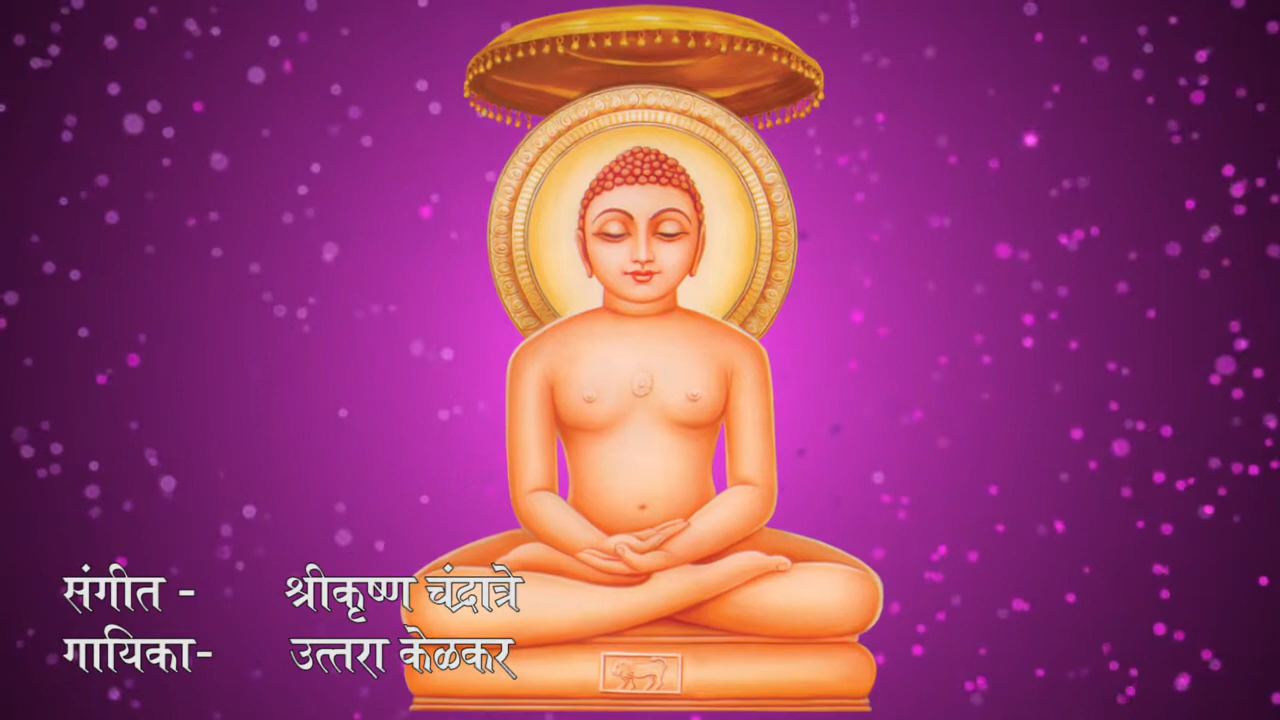 संगीत - श्रीकृष्ण चंद्रात्रे
गायिका- उत्तरा केळकर